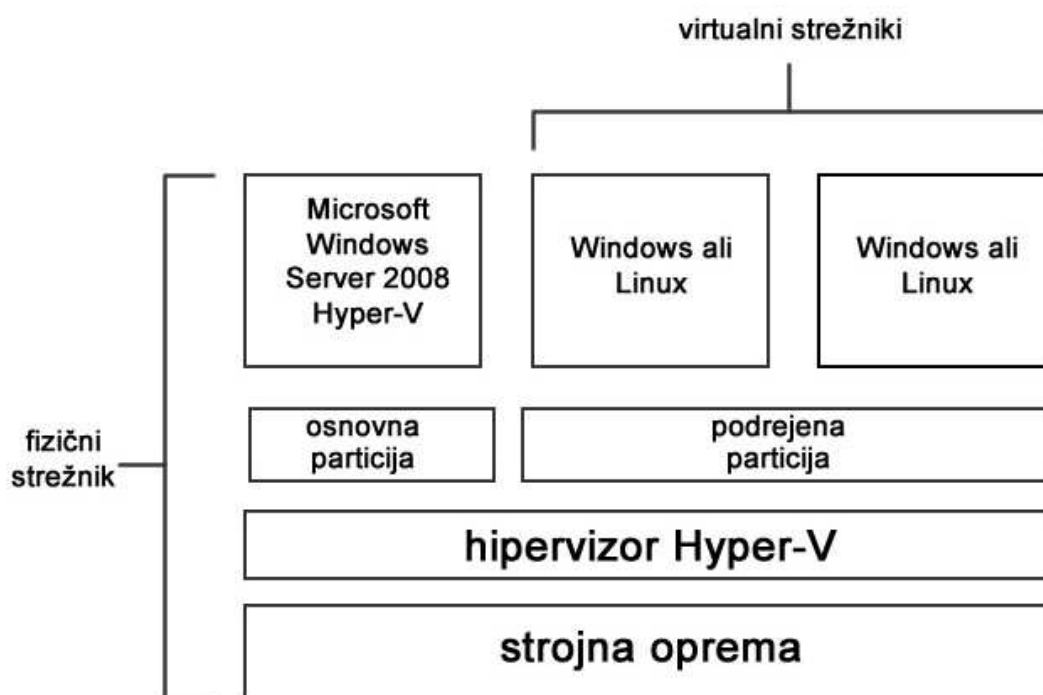 virtualni strežniki
Microsoft
Windows
Server 2008
Hyper-V
Windows ali
Linux
Windows ali
Linux
fizični
strežnik
osnovna
particija
podrejena
particija
hipervizor Hyper-V
strojna oprema